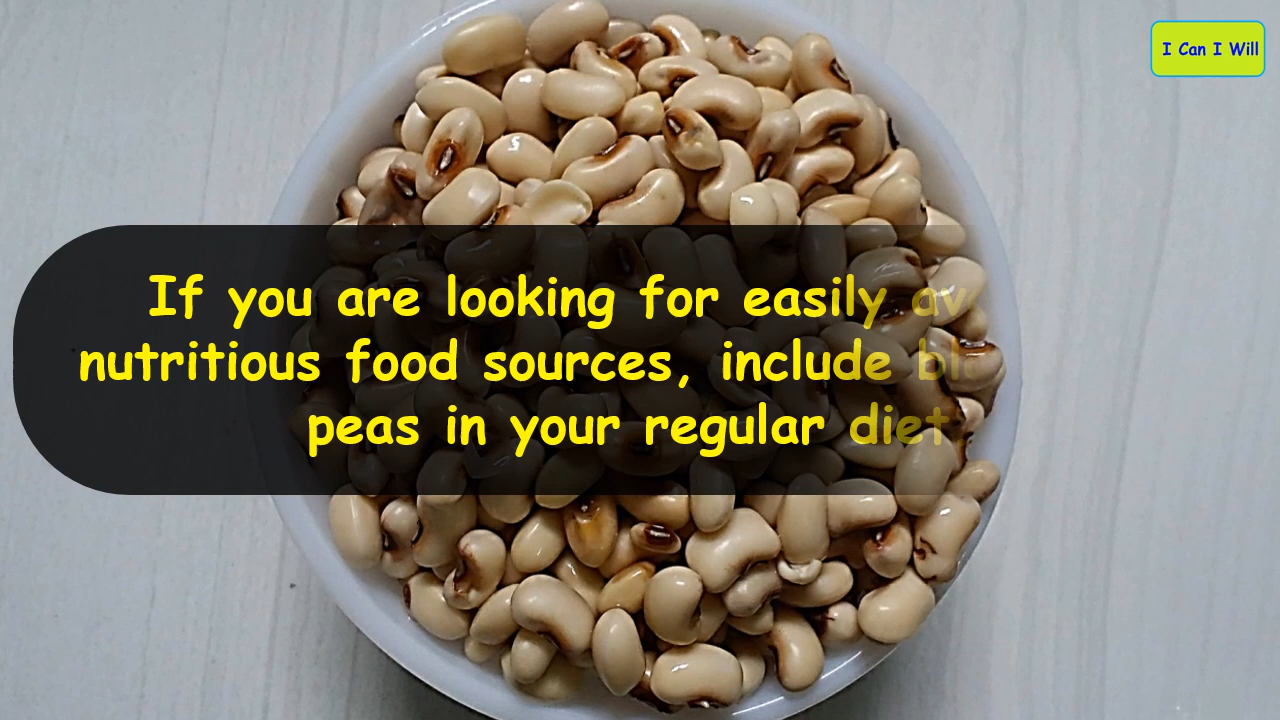 I Can I Will
If you are looking for easily
nutritious food sources, include
peas in your regular diet